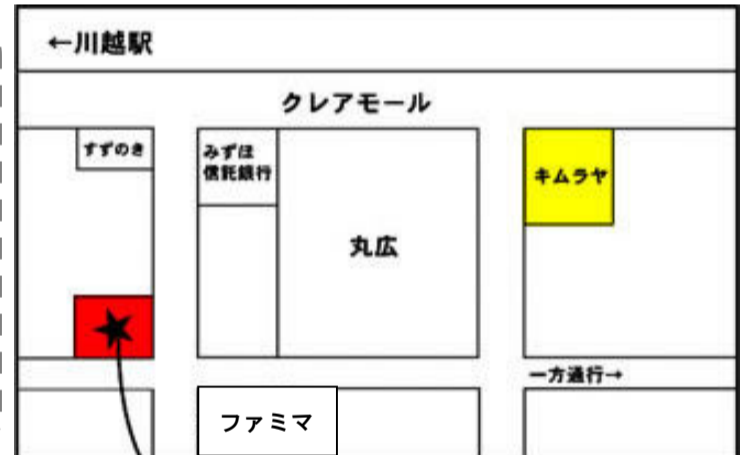 ←川越駅
クレアモール
すずのき
みずほ
信託銀行
丸広
キムラヤ
一方通行→
ファミマ